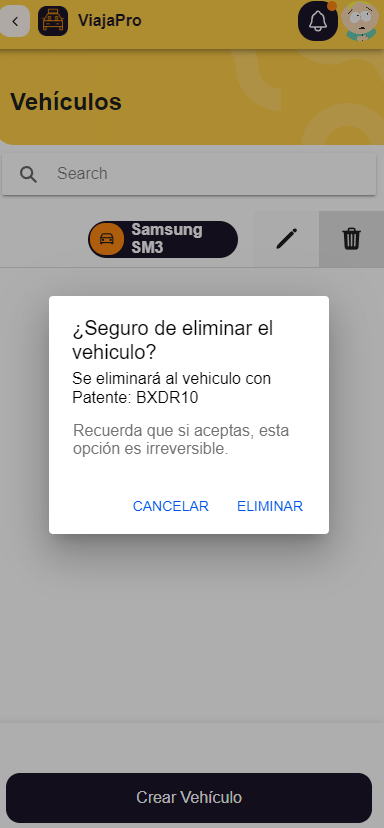 ViajaPro
Vehículos
Search
Samsung
SM3
¿Seguro de eliminar el
vehiculo?
Se eliminará al vehiculo con
Patente: BXDR10
Recuerda que si aceptas, esta
opción es irreversible.
CANCELAR ELIMINAR
Crear Vehículo